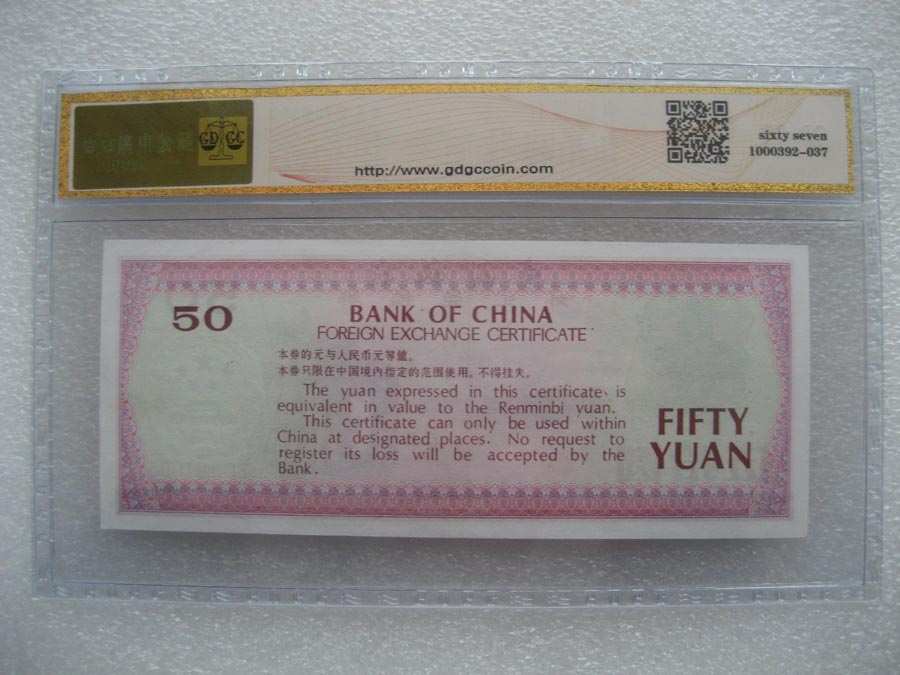 GD GC
http://www.gdgccoin.com
sixty seven
1000392-037
50
BANK OF CHINA
FOREIGN EXCHANGE CERTIFICATE
本券的元与人民币元等值。
本券只限在中国境内指定的范围使用。不得挂失。
The yuan expressed in this certificate is
equivalent in value to the Renminbi yuan.
This certificate can only be used within
China at designated places. No request to
register its loss will be accepted by the
Bank.
FIFTY
YUAN